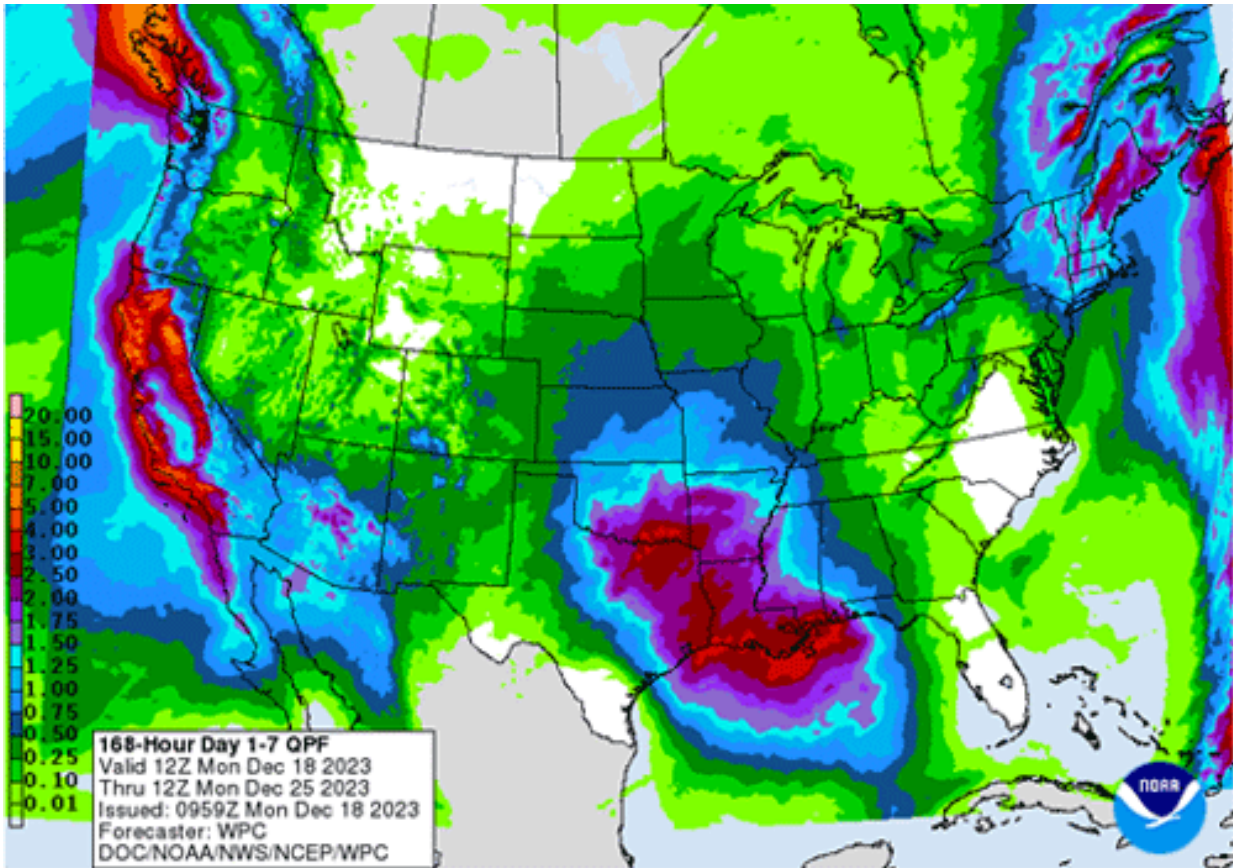 20.00
15.00
10.00
7.00
5.00
4.00
3.00
2.50
2.00
1.75
1.50
1.25
1.00
0.75
0.50
0.25
0.10
0.01
168-Hour Day 1-7 QPF
Valid 12Z Mon Dec 18 2023
Thru 12Z Mon Dec 25 2023
Issued: 0959Z Mon Dec 18 2023
Forecaster: WPC
DOC/NOAA/NWS/NCEP/WPC
NOAA